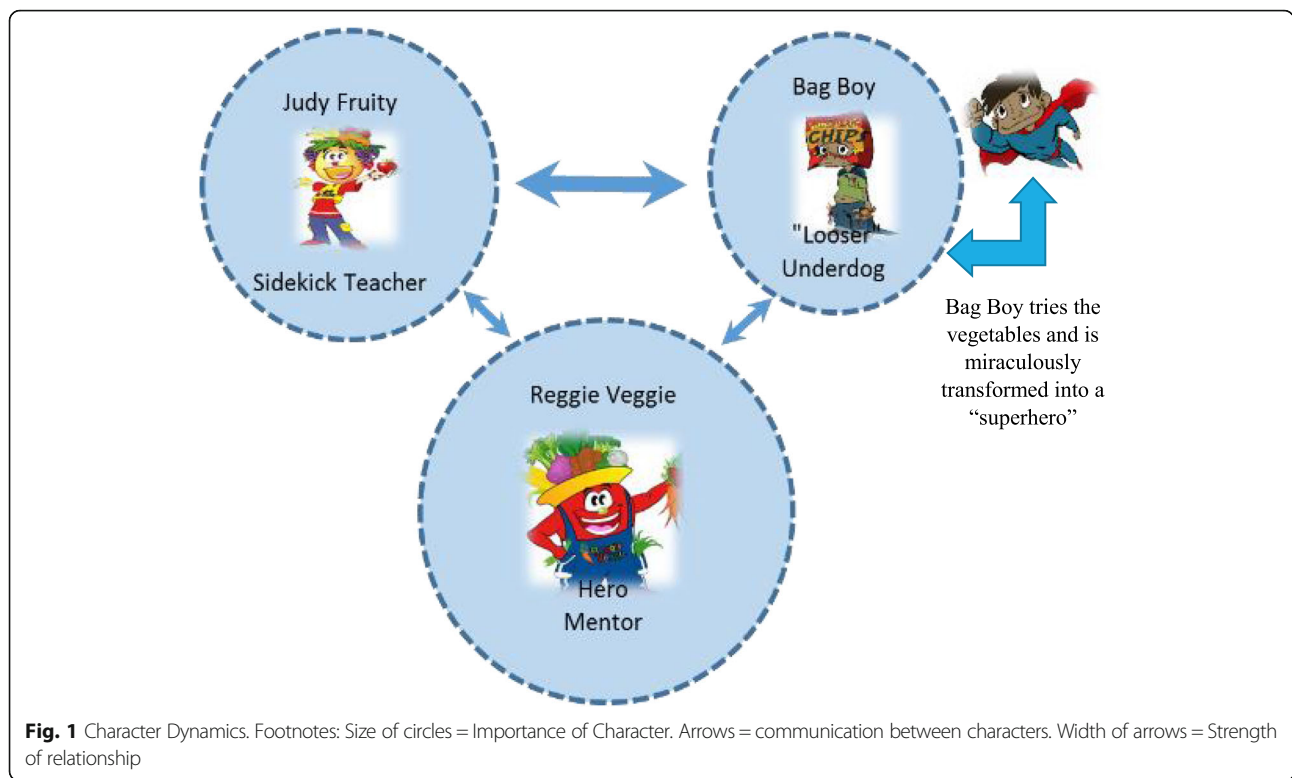 Judy Fruity
Sidekick Teacher
Bag Boy
CHIPS
"Looser"
Underdog
Bag Boy tries the
vegetables and is
miraculously
transformed into a
“superhero”
Reggie Veggie
Hero
Mentor
Fig. 1 Character Dynamics. Footnotes: Size of circles = Importance of Character. Arrows = communication between characters. Width of arrows = Strength
of relationship